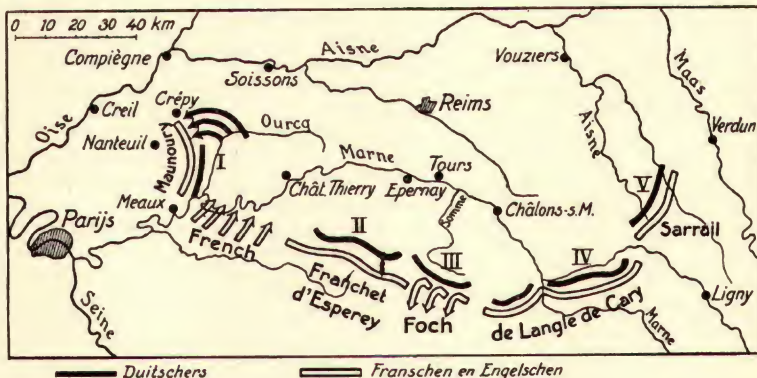 0 10 20 30 40 km
Compiègne
Soissons
Aisne
Vouziers
Maas
Creil
Crépy
Ourcq
Reims
Oise
Aisne
Verdun
Nanteuil
Maunoury
I
Marne
Tours
V
Meaux
Chât. Thierry
Epernay
Somme
Châlons-s.M.
Sarrail
Parijs
French
II
III
IV
Franchet
d'Esperey
Foch
de Langle de Cary
Ligny
Seine
Marne
Duitschers
Franschen en Engelschen